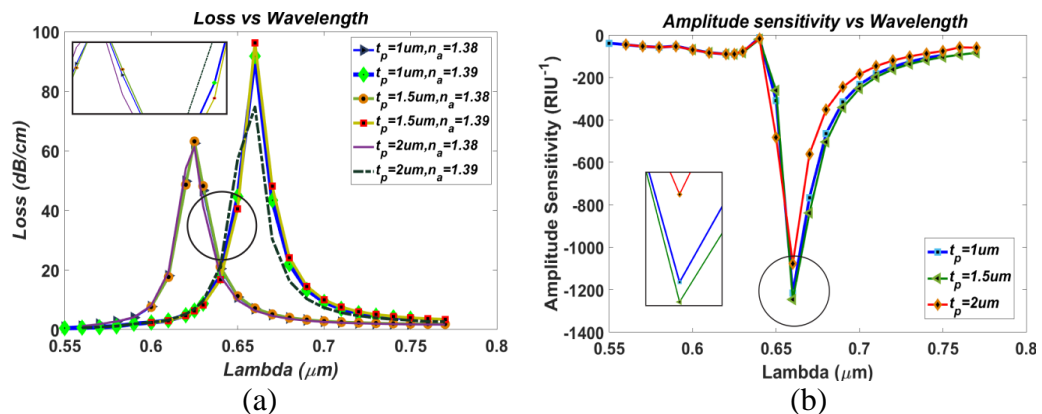 Loss vs Wavelength
100
80
60
40
20
0
0.55
0.6
0.65
0.7
0.75
0.8
Loss (dB/cm)
Lambda (μm)
t_p=1um,n_a=1.38
t_p=1um,n_a=1.39
t_p=1.5um,n_a=1.38
t_p=1.5um,n_a=1.39
t_p=2um,n_a=1.38
t_p=2um,n_a=1.39
(a)
Amplitude sensitivity vs Wavelength
0
-200
-400
-600
-800
-1000
-1200
-1400
0.55
0.6
0.65
0.7
0.75
0.8
Amplitude Sensitivity (RIU⁻¹)
Lambda (μm)
t_p=1um
t_p=1.5um
t_p=2um
(b)